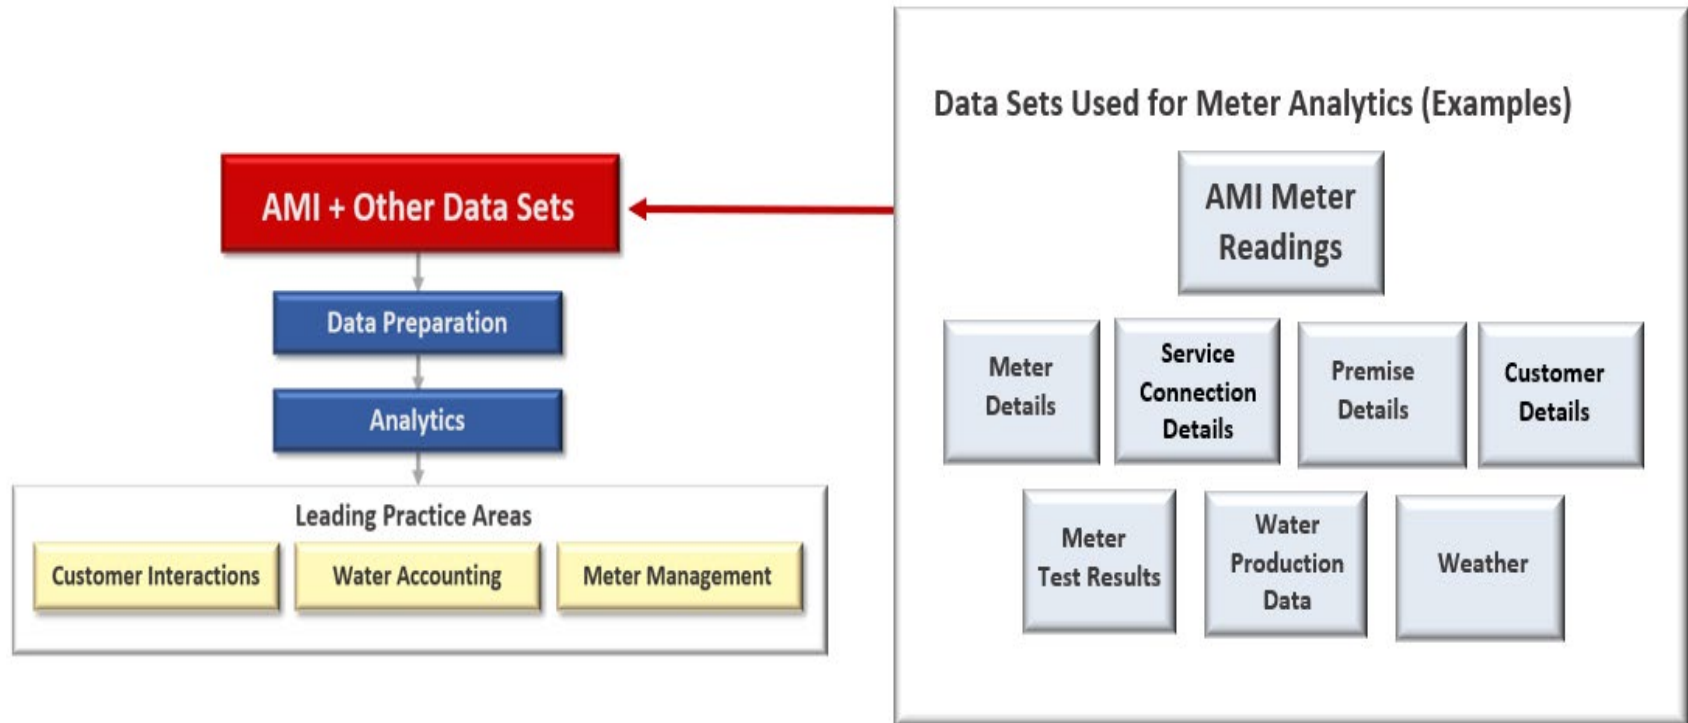 AMI + Other Data Sets
Data Preparation
Analytics
Leading Practice Areas
Customer Interactions
Water Accounting
Meter Management
Data Sets Used for Meter Analytics (Examples)
AMI Meter
Readings
Meter
Details
Service
Connection
Details
Premise
Details
Customer
Details
Meter
Test Results
Water
Production
Data
Weather